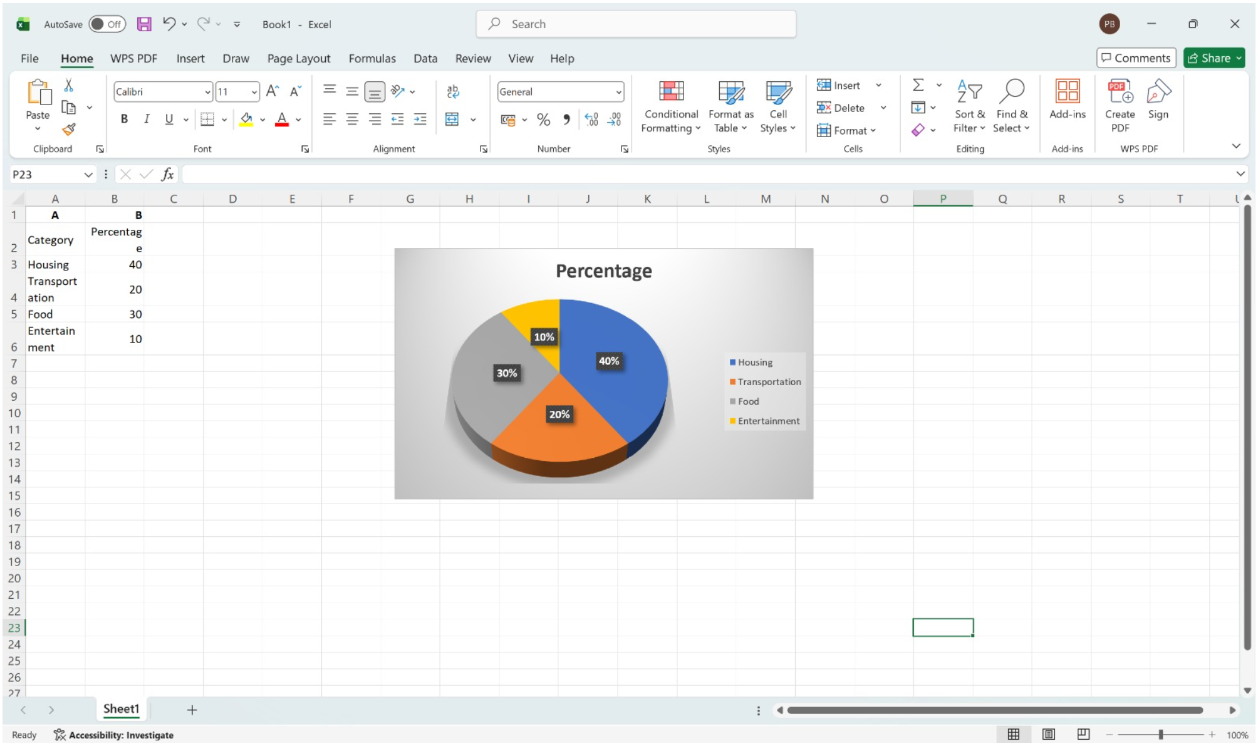 AutoSave Off Book1 - Excel Search PB
File Home WPS PDF Insert Draw Page Layout Formulas Data Review View Help Comments Share
Paste
Clipboard
Calibri 11 A A
B I U A
Font
ab
Alignment
General
% 9 .00 .00
Number
Conditional Formatting
Format as Table
Cell Styles
Styles
Insert
Delete
Format
Cells
Sort & Filter
Find & Select
Editing
Add-ins
Add-ins
Create PDF
Sign
WPS PDF
P23 fx
A B C D E F G H I J K L M N O P Q R S T U
1 A B
2 Category Percentag
e
3 Housing 40
Transport
4 ation 20
5 Food 30
Entertain
6 ment 10
7
8
9
10
11
12
13
14
15
16
17
18
19
20
21
22
23
24
25
26
27
Percentage
10%
40%
30%
20%
Housing
Transportation
Food
Entertainment
Sheet1 +
Ready Accessibility: Investigate 100%